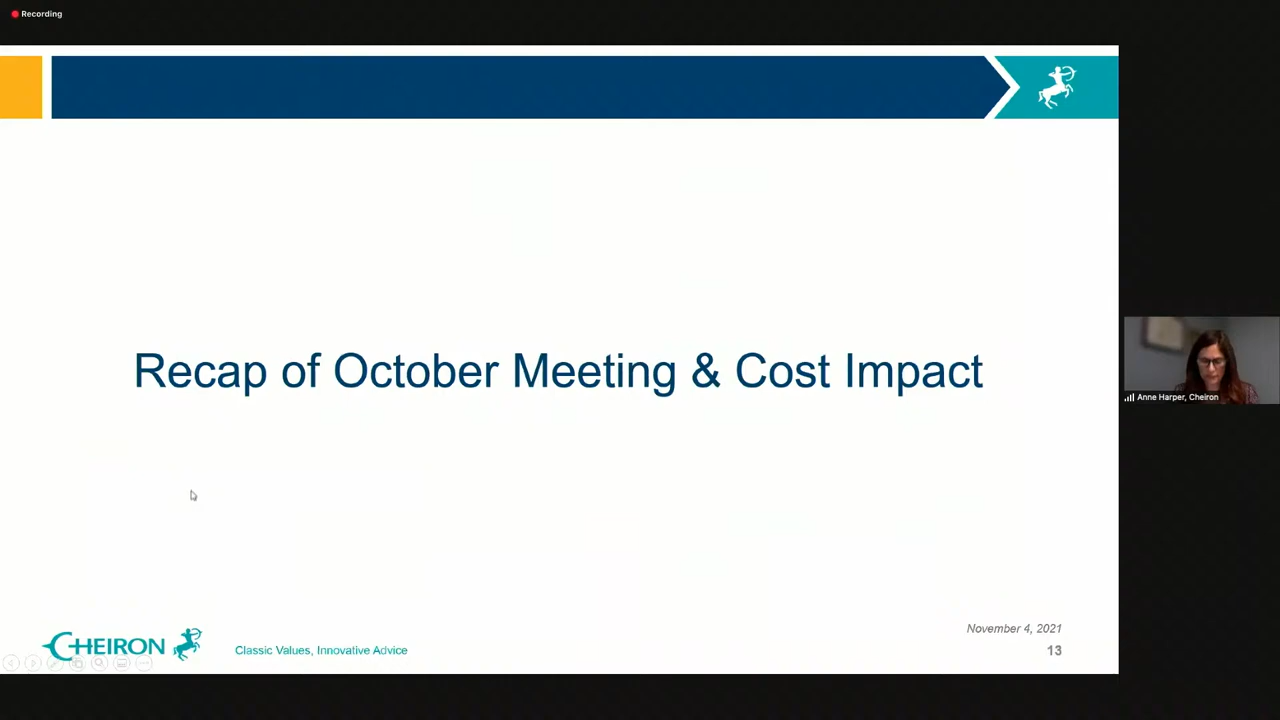 Recording
Recap of October Meeting & Cost Impact
Anne Harper, Cheiron
November 4, 2021
CHEIRON
Classic Values, Innovative Advice
13